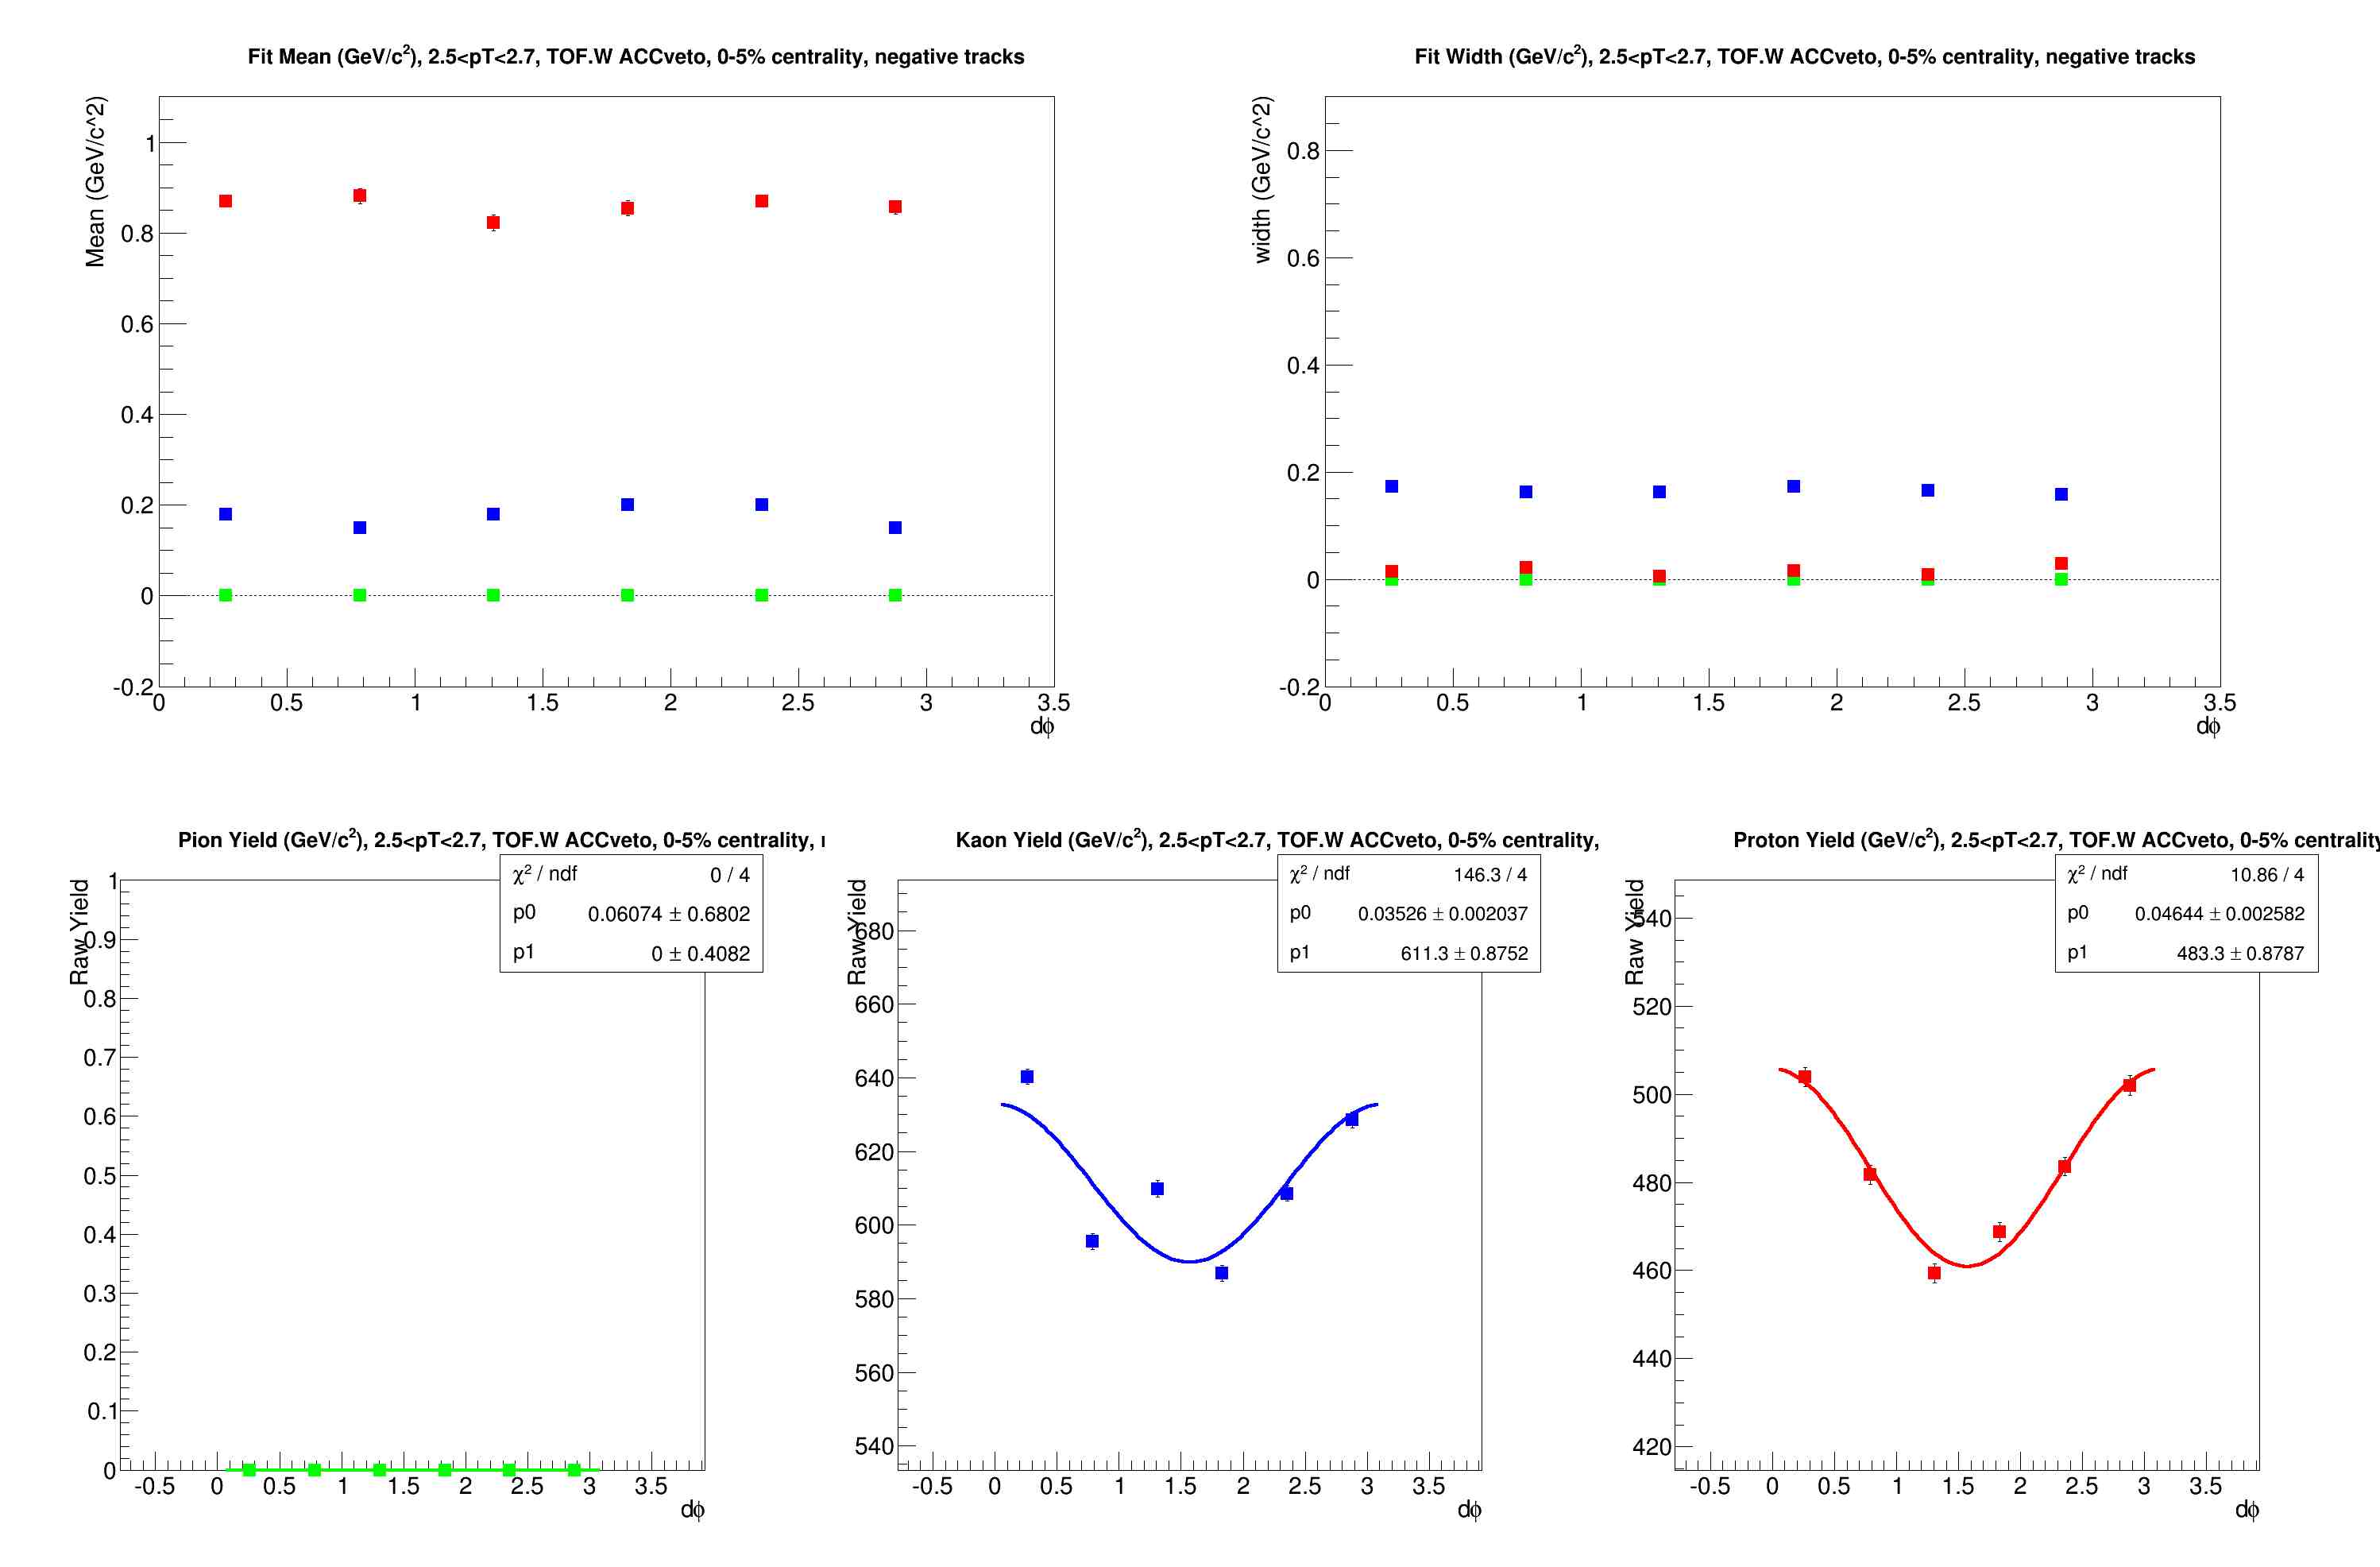 Fit Mean (GeV/c²), 2.5<pT<2.7, TOF.W ACCveto, 0-5% centrality, negative tracks
Mean (GeV/c^2)
1
0.8
0.6
0.4
0.2
0
-0.2
0 0.5 1 1.5 2 2.5 3 3.5
dϕ
Fit Width (GeV/c²), 2.5<pT<2.7, TOF.W ACCveto, 0-5% centrality, negative tracks
width (GeV/c^2)
0.8
0.6
0.4
0.2
0
-0.2
0 0.5 1 1.5 2 2.5 3 3.5
dϕ
Pion Yield (GeV/c²), 2.5<pT<2.7, TOF.W ACCveto, 0-5% centrality,
χ² / ndf 0 / 4
p0 0.06074 ± 0.6802
p1 0 ± 0.4082
Raw Yield
1
0.9
0.8
0.7
0.6
0.5
0.4
0.3
0.2
0.1
0
-0.5 0 0.5 1 1.5 2 2.5 3 3.5
dϕ
Kaon Yield (GeV/c²), 2.5<pT<2.7, TOF.W ACCveto, 0-5% centrality,
χ² / ndf 146.3 / 4
p0 0.03526 ± 0.002037
p1 611.3 ± 0.8752
Raw Yield
680
660
640
620
600
580
560
540
-0.5 0 0.5 1 1.5 2 2.5 3 3.5
dϕ
Proton Yield (GeV/c²), 2.5<pT<2.7, TOF.W ACCveto, 0-5% centrality
χ² / ndf 10.86 / 4
p0 0.04644 ± 0.002582
p1 483.3 ± 0.8787
Raw Yield
540
520
500
480
460
440
420
-0.5 0 0.5 1 1.5 2 2.5 3 3.5
dϕ